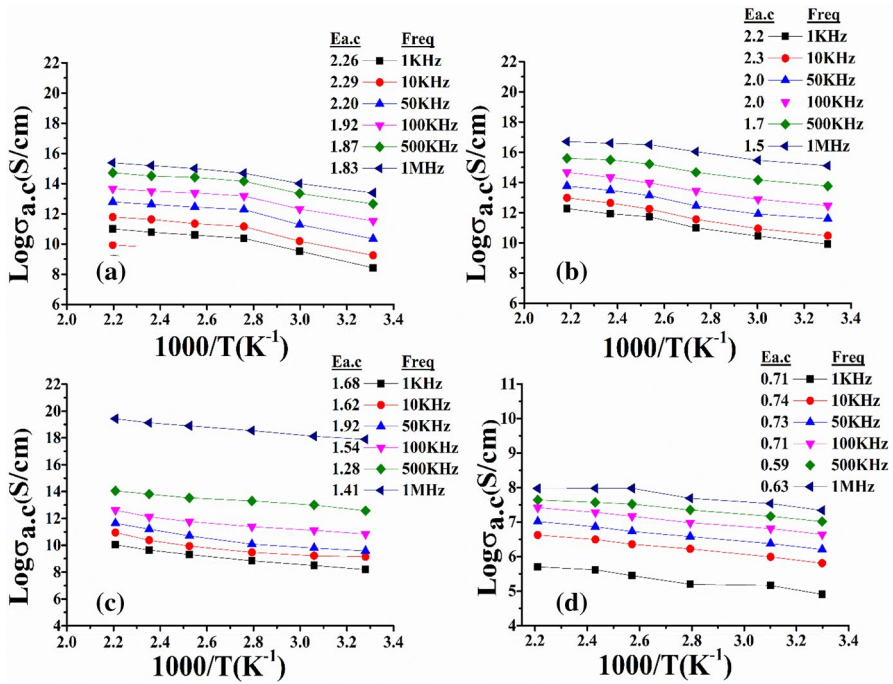 Ea.c Freq
2.26 1KHz
2.29 10KHz
2.20 50KHz
1.92 100KHz
1.87 500KHz
1.83 1MHz
22
20
18
16
14
12
10
8
6
2.0 2.2 2.4 2.6 2.8 3.0 3.2 3.4
Logσa.c(S/cm)
1000/T(K-1)
(a)
Ea.c Freq
2.2 1KHz
2.3 10KHz
2.0 50KHz
2.0 100KHz
1.7 500KHz
1.5 1MHz
22
20
18
16
14
12
10
8
6
2.0 2.2 2.4 2.6 2.8 3.0 3.2 3.4
Logσa.c(S/cm)
1000/T(K-1)
(b)
Ea.c Freq
1.68 1KHz
1.62 10KHz
1.92 50KHz
1.54 100KHz
1.28 500KHz
1.41 1MHz
22
20
18
16
14
12
10
8
6
4
2.0 2.2 2.4 2.6 2.8 3.0 3.2 3.4
Logσa.c(S/cm)
1000/T(K-1)
(c)
Ea.c Freq
0.71 1KHz
0.74 10KHz
0.73 50KHz
0.71 100KHz
0.59 500KHz
0.63 1MHz
11
10
9
8
7
6
5
4
2.1 2.2 2.4 2.6 2.8 3.0 3.2 3.4
Logσa.c(S/cm)
1000/T(K-1)
(d)